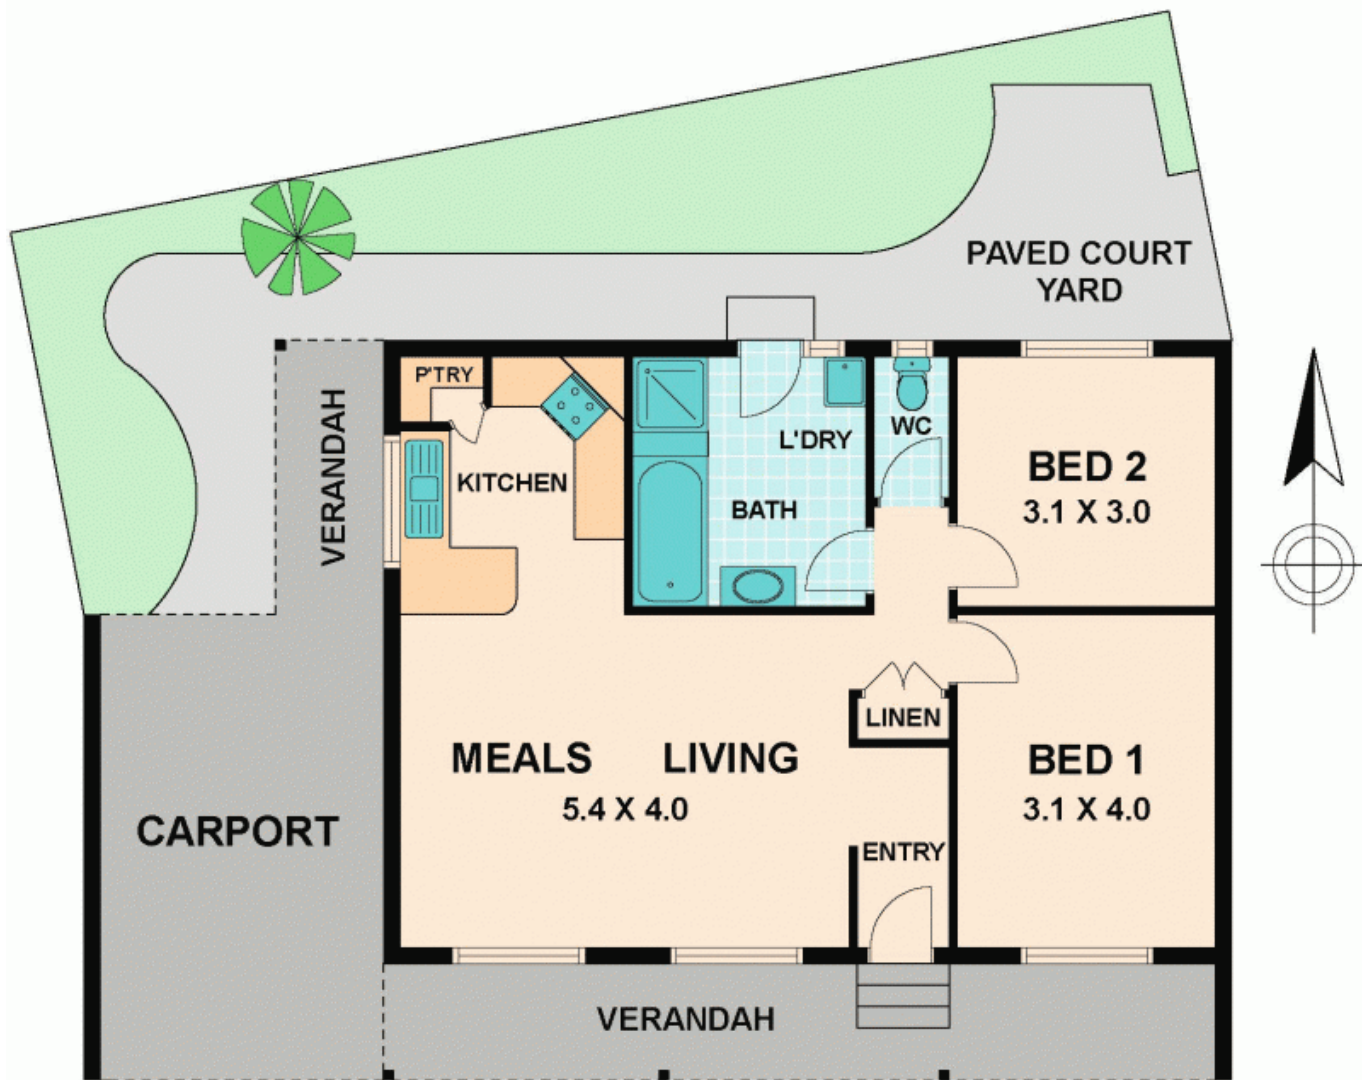 PAVED COURT
YARD
P'TRY
VERANDAH
KITCHEN
L'DRY
BATH
WC
BED 2
3.1 X 3.0
LINEN
MEALS LIVING
5.4 X 4.0
BED 1
3.1 X 4.0
CARPORT
ENTRY
VERANDAH